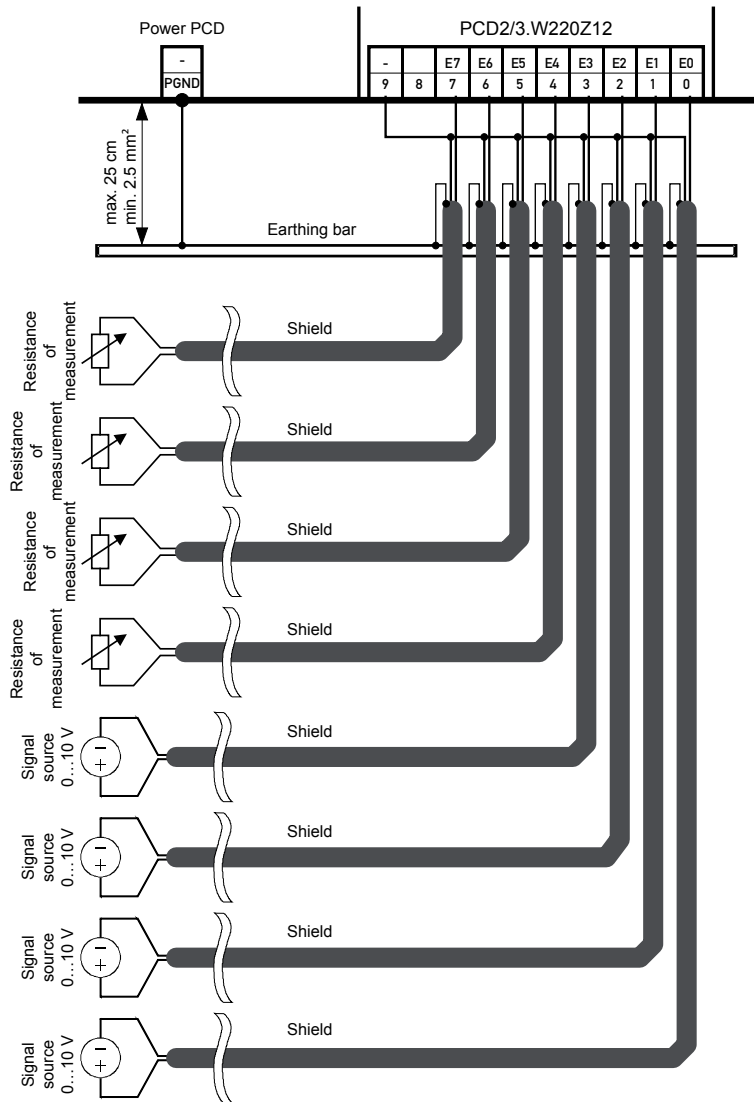 Power PCD
PCD2/3.W220Z12
-
PGND
- E7 E6 E5 E4 E3 E2 E1 E0
9 8 7 6 5 4 3 2 1 0
max. 25 cm
min. 2.5 mm²
Earthing bar
Resistance
of
measurement
Shield
Resistance
of
measurement
Shield
Resistance
of
measurement
Shield
Resistance
of
measurement
Shield
Signal
source
0…10 V
- +
Shield
Signal
source
0…10 V
- +
Shield
Signal
source
0…10 V
- +
Shield
Signal
source
0…10 V
- +
Shield